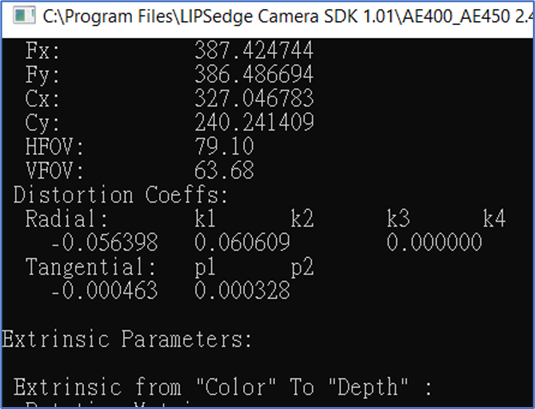 C:\Program Files\LIPSedge Camera SDK 1.01\AE400_AE450 2.4
Fx: 387.424744
Fy: 386.486694
Cx: 327.046783
Cy: 240.241409
HFOV: 79.10
VFOV: 63.68
Distortion Coeffs:
Radial: k1 k2 k3 k4
-0.056398 0.060609 0.000000
Tangential: p1 p2
-0.000463 0.000328
Extrinsic Parameters:
Extrinsic from "Color" To "Depth" :